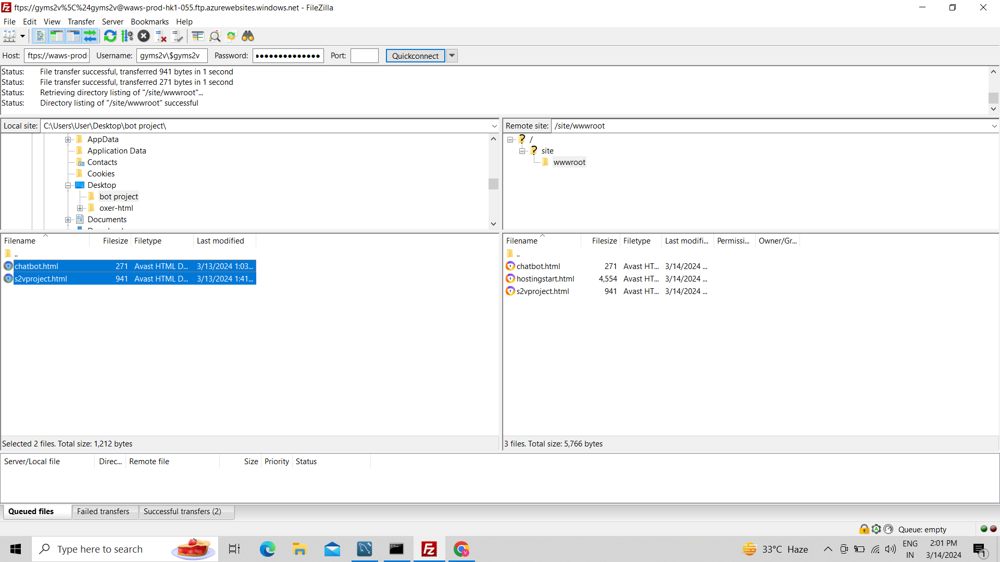 ftps://gyms2v%5C%24gyms2v@waws-prod-hk1-055.ftp.azurewebsites.windows.net - FileZilla
File Edit View Transfer Server Bookmarks Help
Host: ftps://waws-prod- Username: gyms2v\$gyms2v Password: ●●●●●●●●●●●●●● Port: Quickconnect
Status: File transfer successful, transferred 941 bytes in 1 second
Status: File transfer successful, transferred 271 bytes in 1 second
Status: Retrieving directory listing of "/site/wwwroot"...
Status: Directory listing of "/site/wwwroot" successful
Local site: C:\Users\User\Desktop\bot project\
AppData
Application Data
Contacts
Cookies
Desktop
bot project
oxer-html
Documents
Remote site: /site/wwwroot
/
site
wwwroot
Filename Filesize Filetype Last modified
..
chatbot.html 271 Avast HTML D... 3/13/2024 1:03...
s2vproject.html 941 Avast HTML D... 3/13/2024 1:41...
Selected 2 files. Total size: 1,212 bytes
Filename Filesize Filetype Last modifi... Permissi... Owner/Gr...
..
chatbot.html 271 Avast HT... 3/14/2024 ...
hostingstart.html 4,554 Avast HT... 3/14/2024 ...
s2vproject.html 941 Avast HT... 3/14/2024 ...
3 files. Total size: 5,766 bytes
Server/Local file Direc... Remote file Size Priority Status
Queued files Failed transfers Successful transfers (2)
Queue: empty
Type here to search
33°C Haze
ENG
IN
2:01 PM
3/14/2024
1